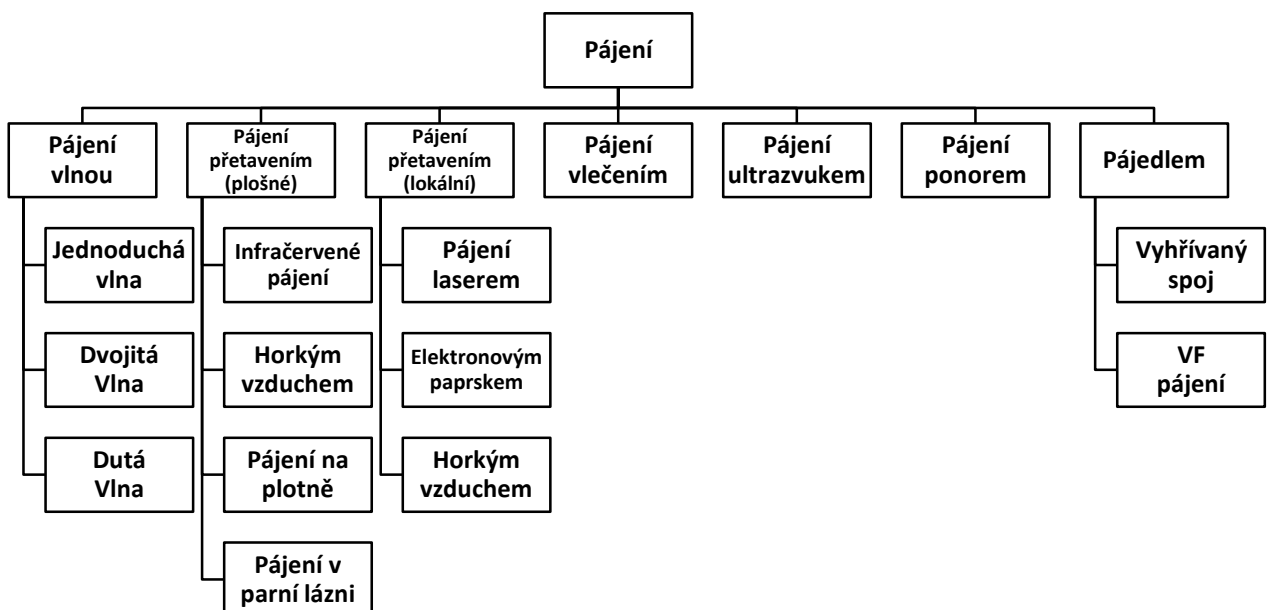 Pájení
Pájení
vlnou
Pájení
přetavením
(plošné)
Pájení
přetavením
(lokální)
Pájení
vlečením
Pájení
ultrazvukem
Pájení
ponorem
Pájedlem
Jednoduchá
vlna
Dvojitá
Vlna
Dutá
Vlna
Infračervené
pájení
Horkým
vzduchem
Pájení na
plotně
Pájení v
parní lázni
Pájení
laserem
Elektronovým
paprskem
Horkým
vzduchem
Vyhřívaný
spoj
VF
pájení